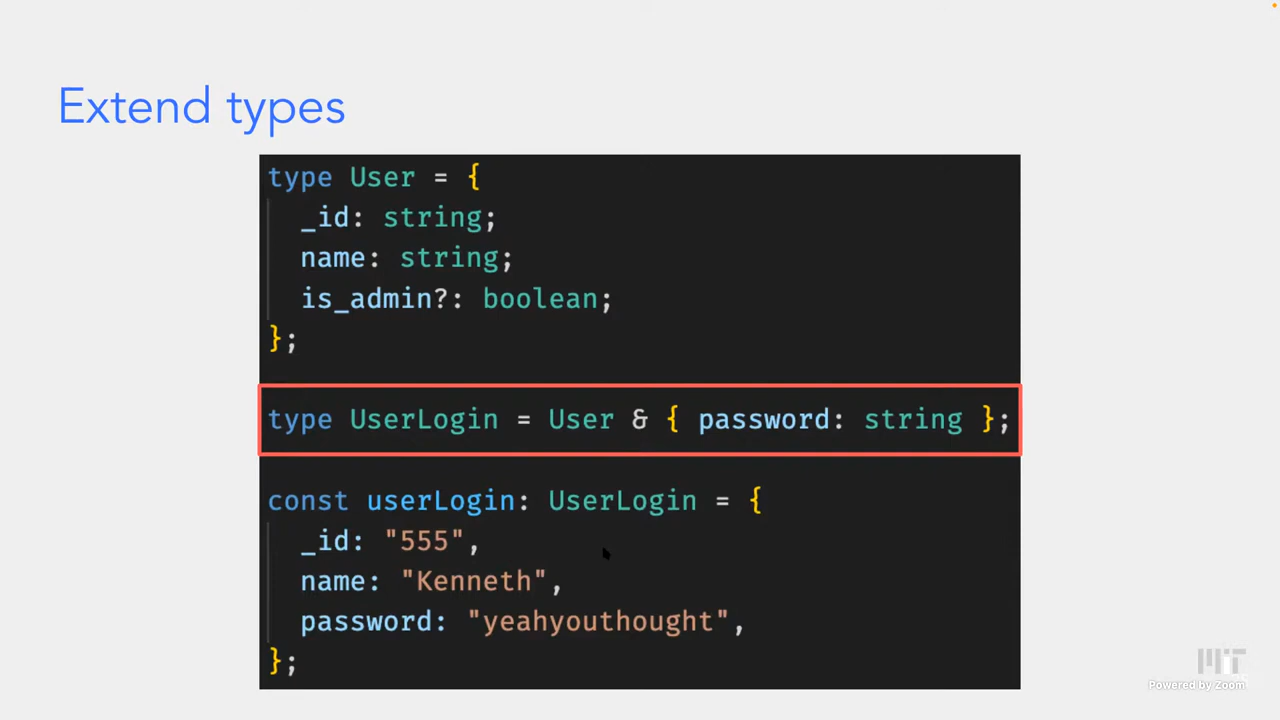 Extend types
type User = {
_id: string;
name: string;
is_admin?: boolean;
};
type UserLogin = User & { password: string };
const userLogin: UserLogin = {
_id: "555",
name: "Kenneth",
password: "yeahyouthought",
};
MIT
Powered by Zoom